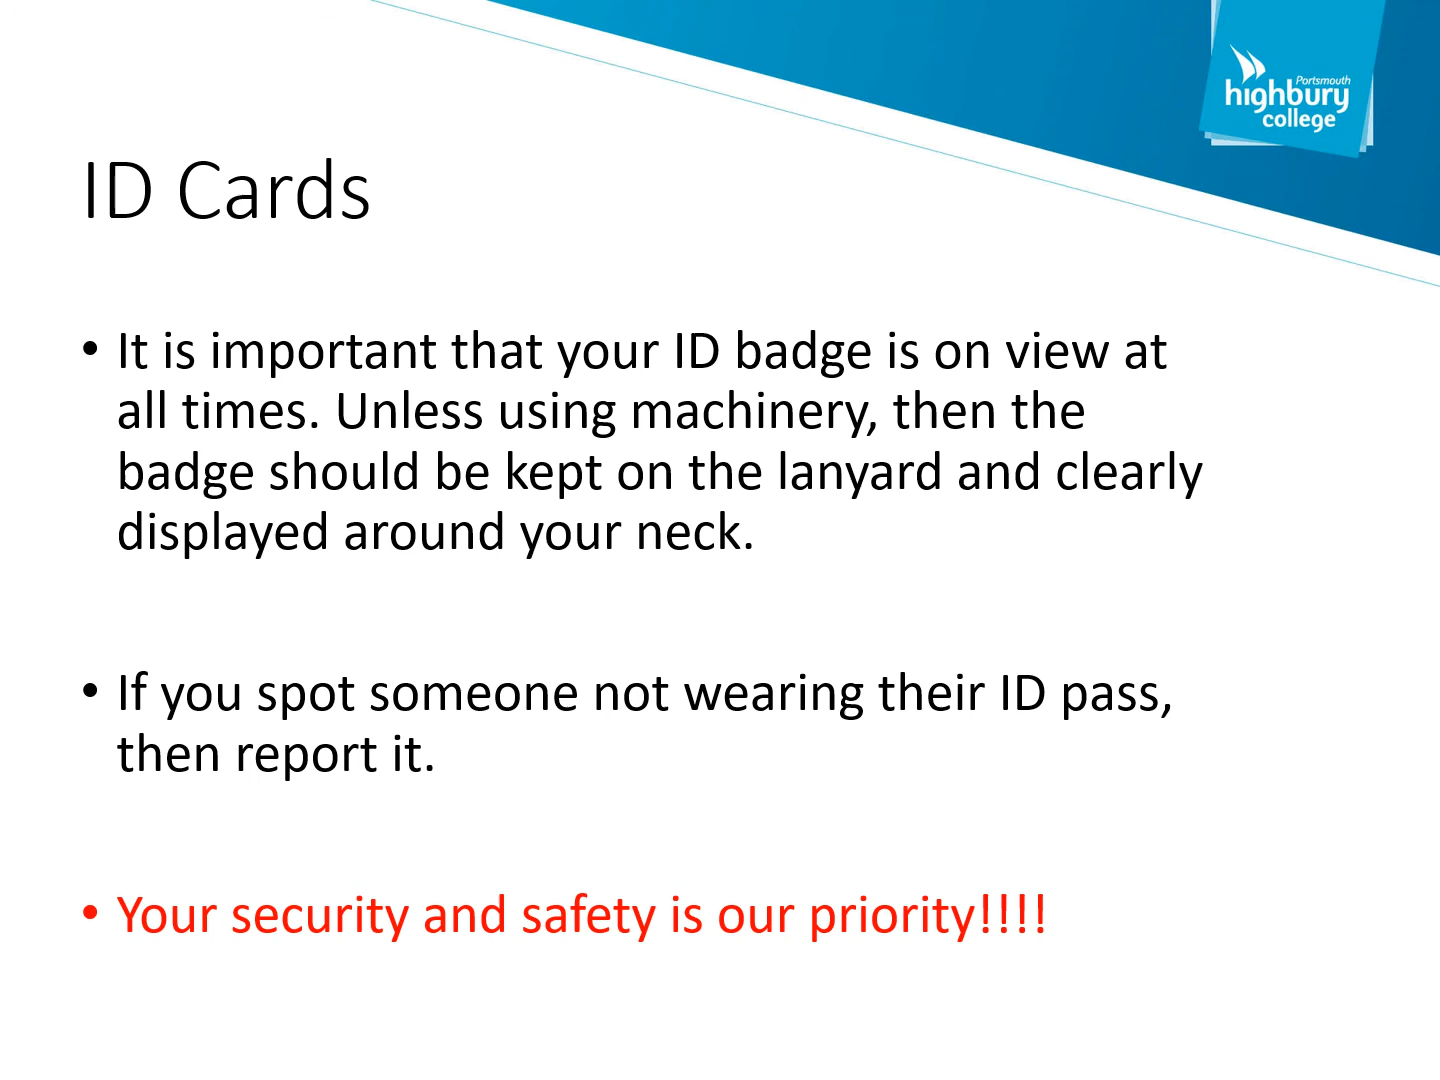 Portsmouth
highbury
college
ID Cards
• It is important that your ID badge is on view at
all times. Unless using machinery, then the
badge should be kept on the lanyard and clearly
displayed around your neck.
• If you spot someone not wearing their ID pass,
then report it.
• Your security and safety is our priority!!!!